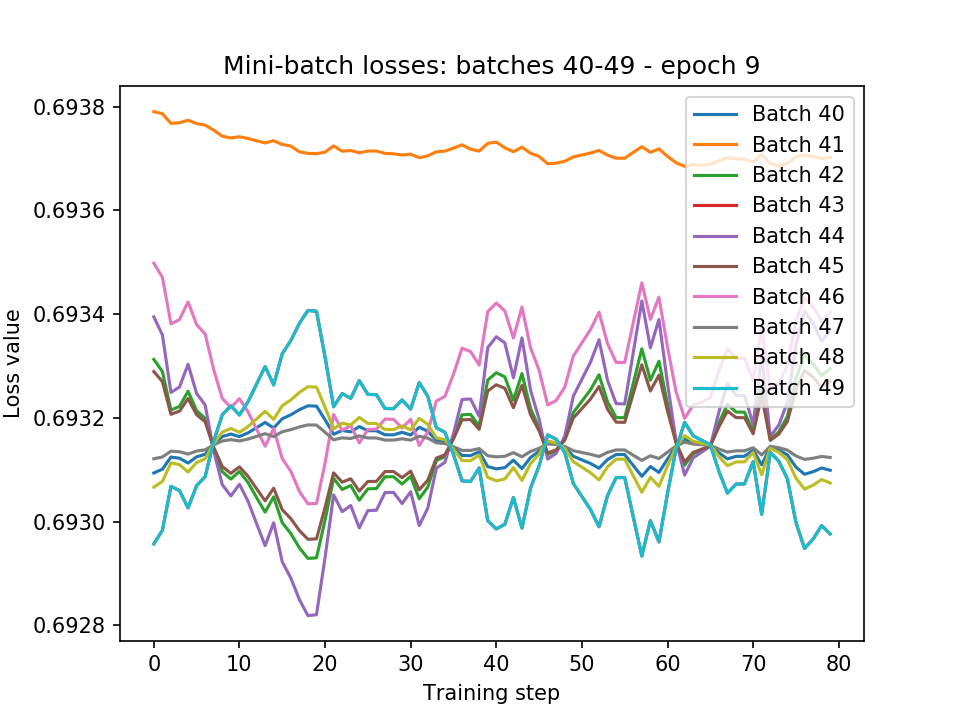 Mini-batch losses: batches 40-49 - epoch 9
0.6938
0.6936
0.6934
0.6932
0.6930
0.6928
Loss value
0
10
20
30
40
50
60
70
80
Training step
Batch 40
Batch 41
Batch 42
Batch 43
Batch 44
Batch 45
Batch 46
Batch 47
Batch 48
Batch 49